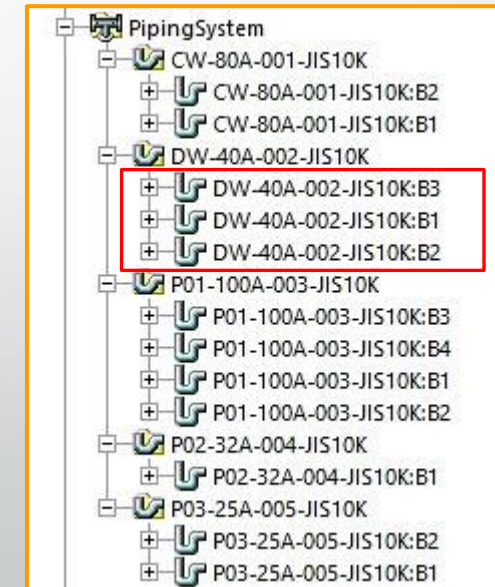 PipingSystem
CW-80A-001-JIS10K
CW-80A-001-JIS10K:B2
CW-80A-001-JIS10K:B1
DW-40A-002-JIS10K
DW-40A-002-JIS10K:B3
DW-40A-002-JIS10K:B1
DW-40A-002-JIS10K:B2
P01-100A-003-JIS10K
P01-100A-003-JIS10K:B3
P01-100A-003-JIS10K:B4
P01-100A-003-JIS10K:B1
P01-100A-003-JIS10K:B2
P02-32A-004-JIS10K
P02-32A-004-JIS10K:B1
P03-25A-005-JIS10K
P03-25A-005-JIS10K:B2
P03-25A-005-JIS10K:B1